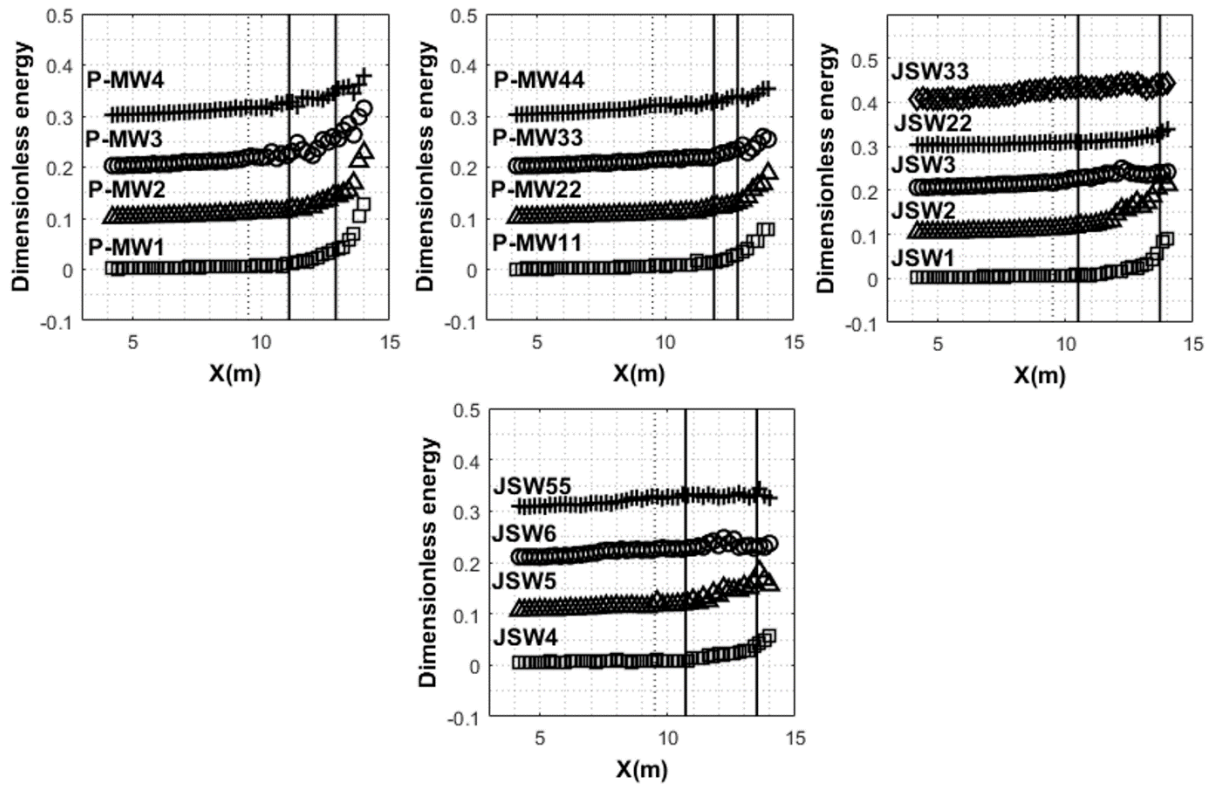 0.5
0.4
0.3
0.2
0.1
0
-0.1
Dimensionless energy
P-MW4
P-MW3
P-MW2
P-MW1
5
10
15
X(m)
0.5
0.4
0.3
0.2
0.1
0
-0.1
Dimensionless energy
P-MW44
P-MW33
P-MW22
P-MW11
5
10
15
X(m)
0.5
0.4
0.3
0.2
0.1
0
-0.1
Dimensionless energy
JSW33
JSW22
JSW3
JSW2
JSW1
5
10
15
X(m)
0.5
0.4
0.3
0.2
0.1
0
-0.1
Dimensionless energy
JSW55
JSW6
JSW5
JSW4
5
10
15
X(m)